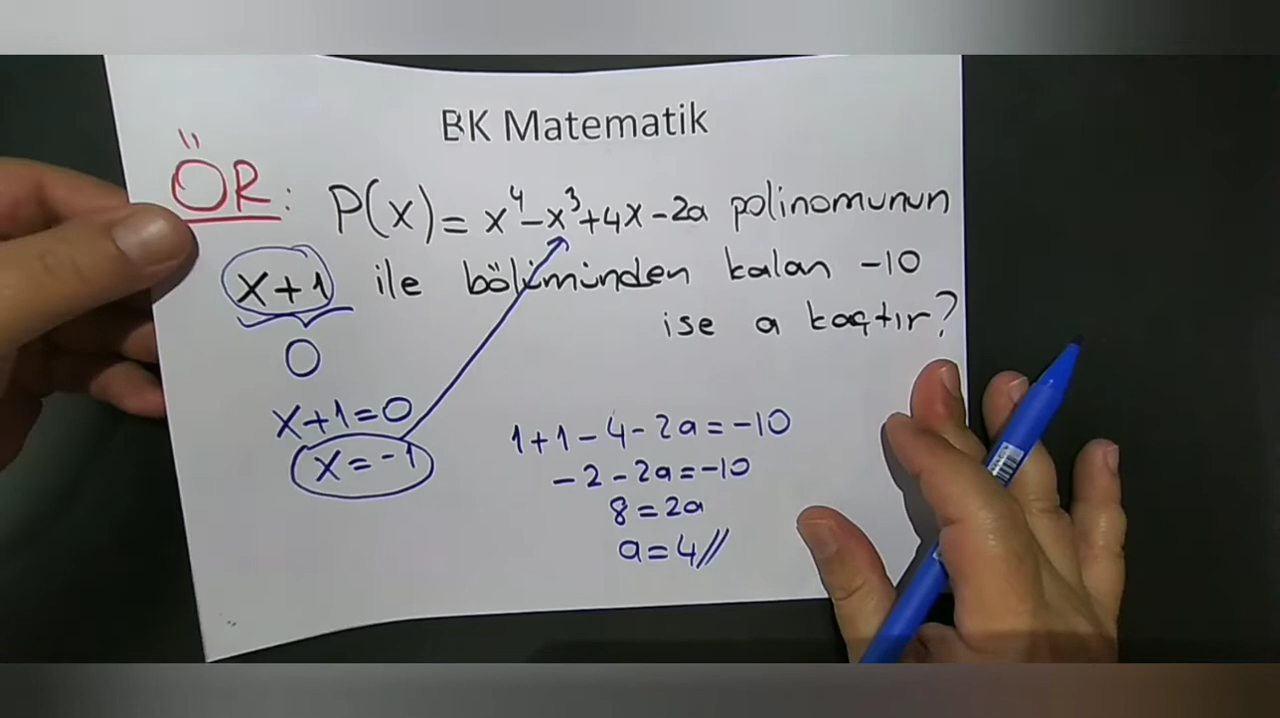 BK Matematik
ÖR: P(x) = x⁴-x³+4x-2a polinomunun
x+1 ile bölümünden kalan -10
ise a kaçtır?
0
x+1=0
x=-1
1+1-4-2a=-10
-2-2a=-10
8=2a
a=4//